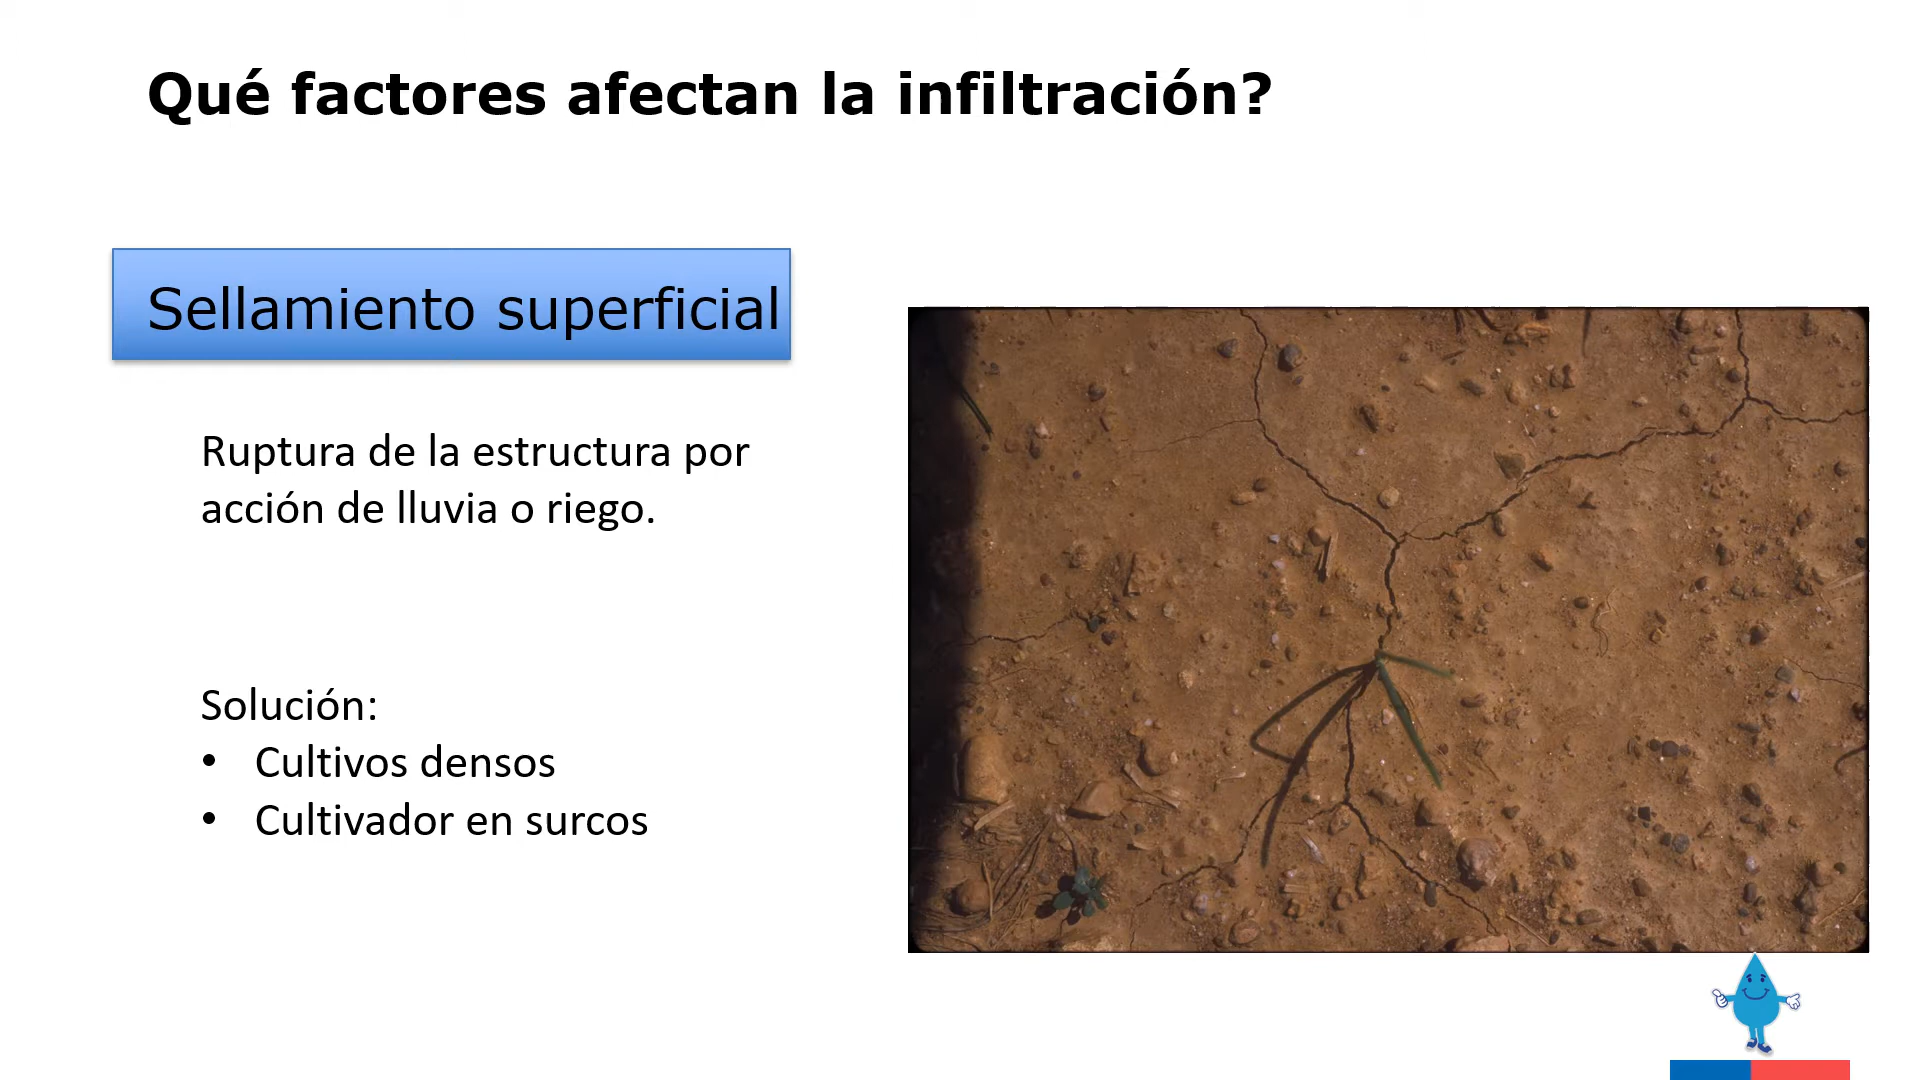 Qué factores afectan la infiltración?
Sellamiento superficial
Ruptura de la estructura por
acción de lluvia o riego.
Solución:
• Cultivos densos
• Cultivador en surcos